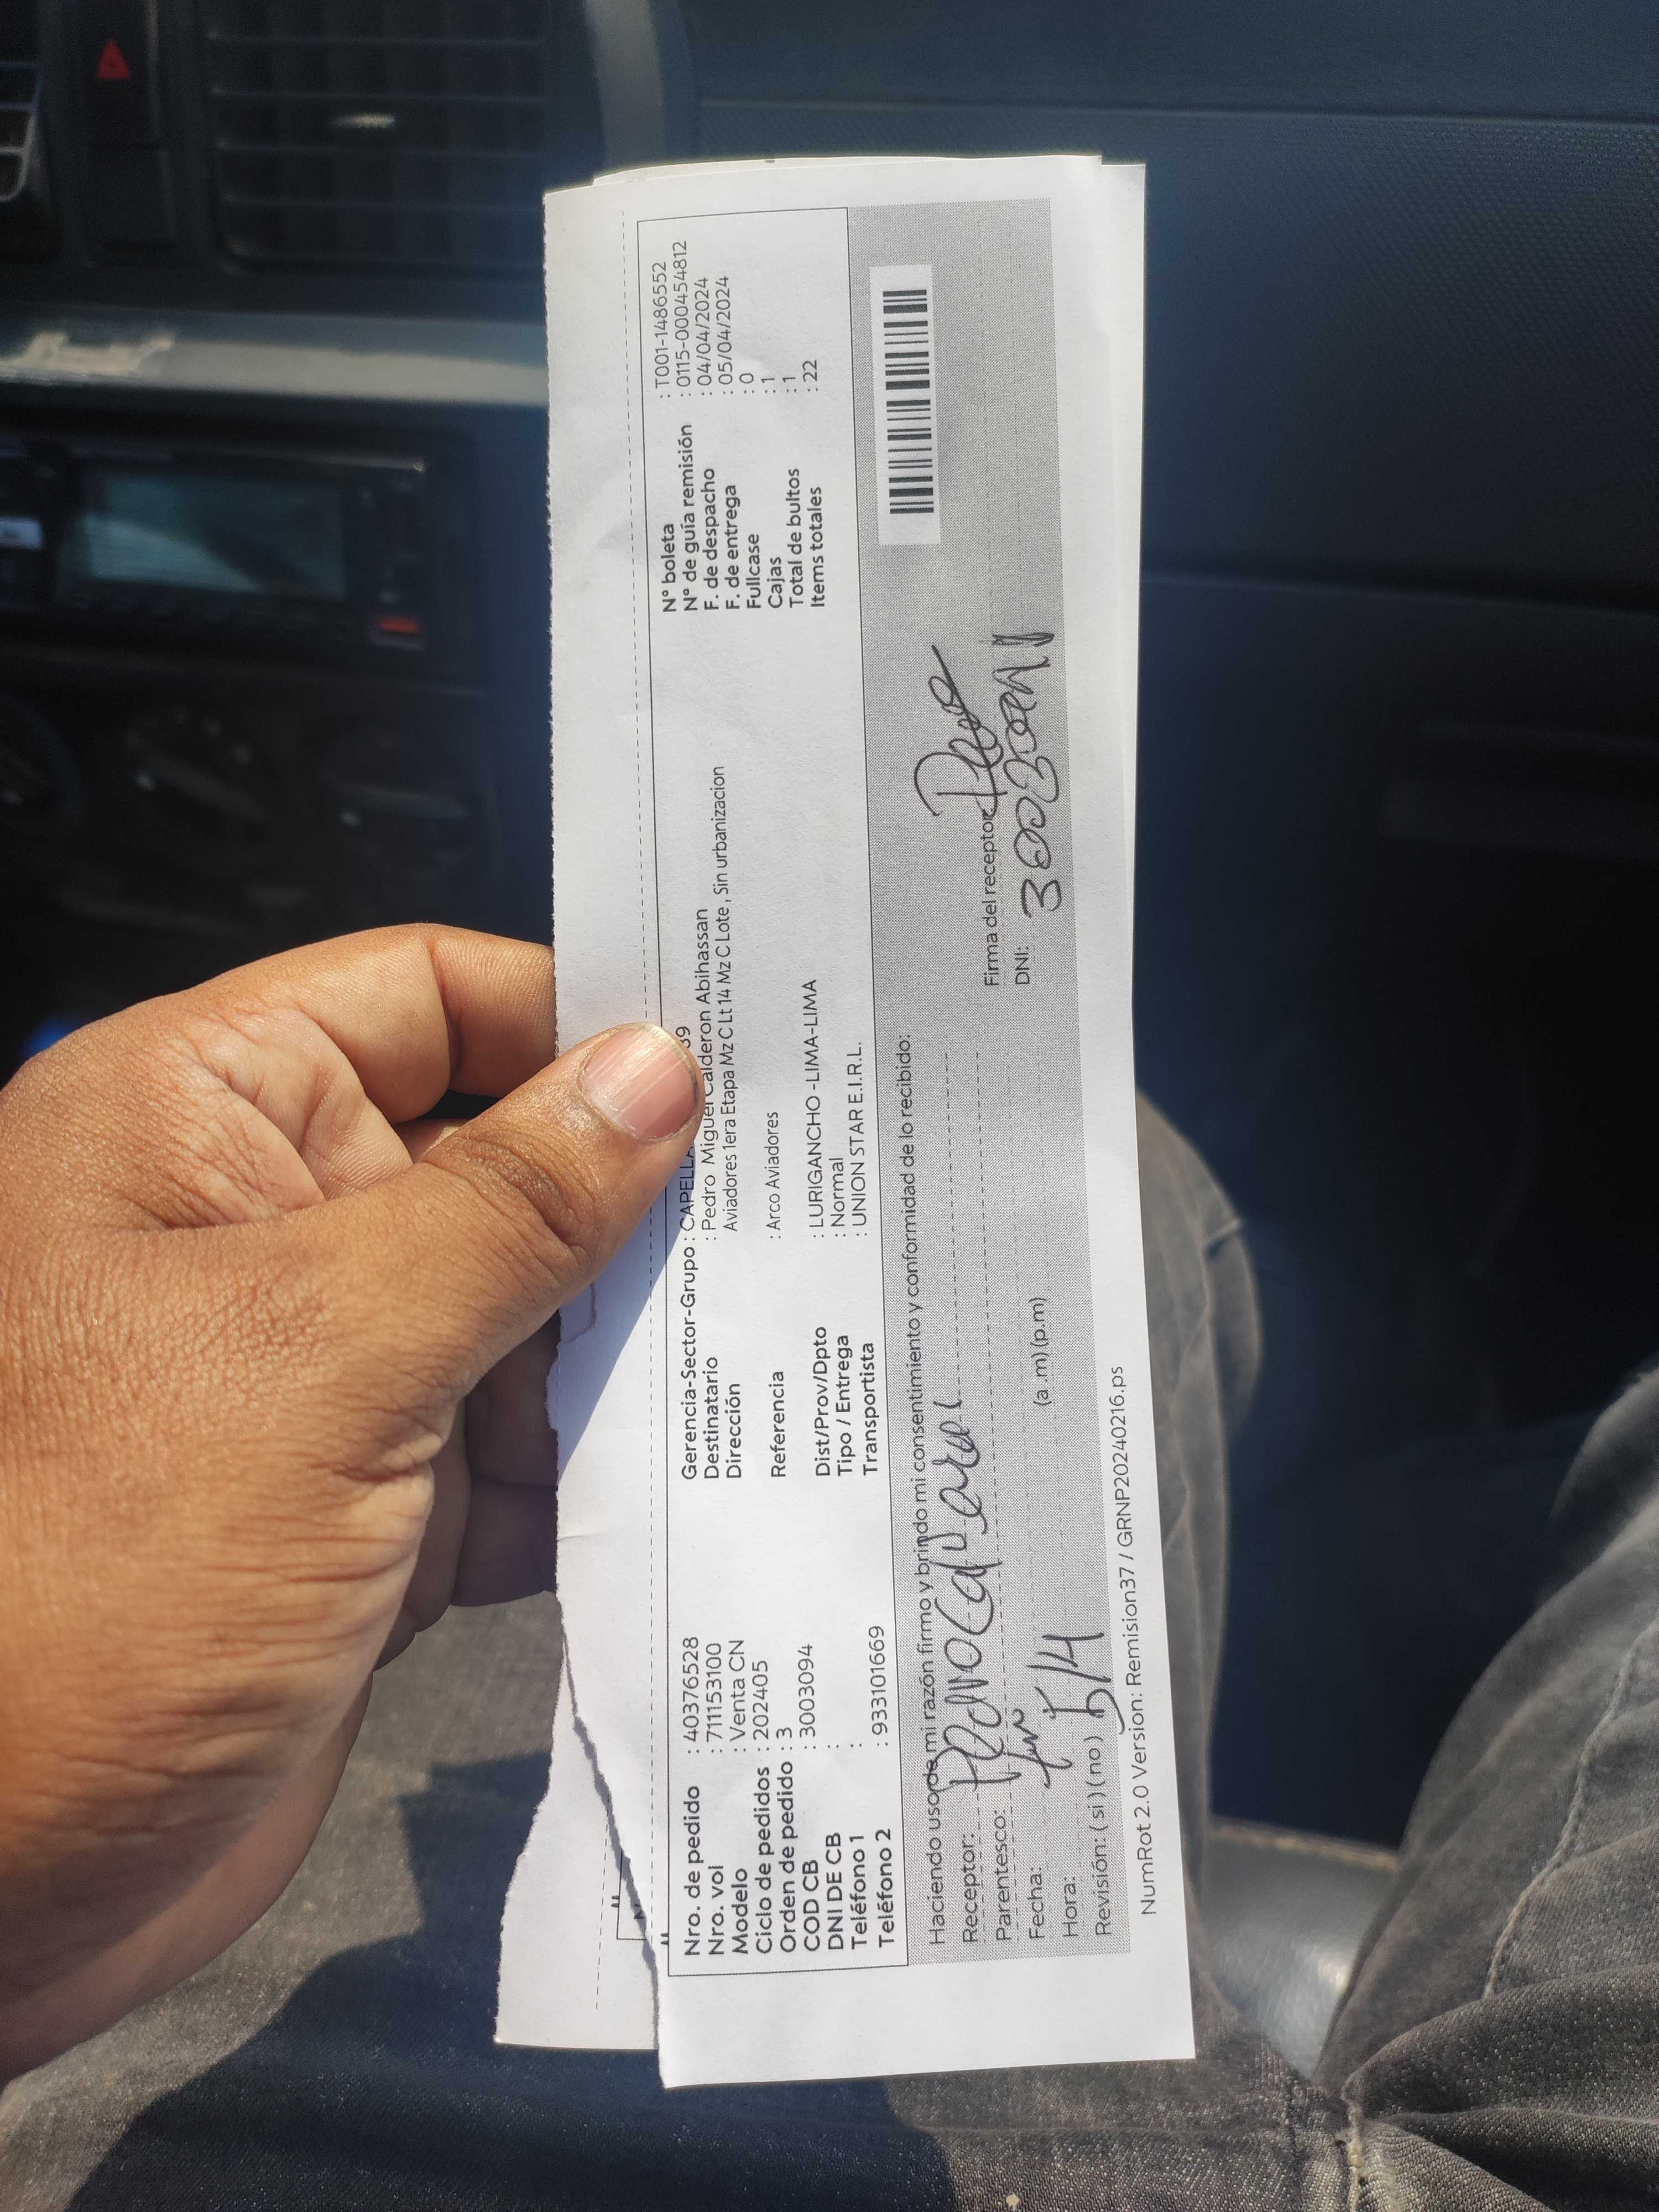 Nro. de pedido : 40376528
Nro. vol : 711153100
Modelo : Venta CN
Ciclo de pedidos : 202405
Orden de pedido : 3
COD CB : 3003094
DNI DE CB :
Teléfono 1 :
Teléfono 2 : 933101669
Gerencia-Sector-Grupo : CAPELLA
Destinatario : Pedro Miguel Calderon Abihassan
Dirección Aviadores 1era Etapa Mz C Lt 14 Mz C Lote , Sin urbanizacion
Referencia : Arco Aviadores
Dist/Prov/Dpto : LURIGANCHO -LIMA-LIMA
Tipo / Entrega : Normal
Transportista : UNION STAR E.I.R.L.
N° boleta : T001-1486552
N° de guía remisión : 0115-000454812
F. de despacho : 04/04/2024
F. de entrega : 05/04/2024
Fullcase : 0
Cajas : 1
Total de bultos : 1
Items totales : 22
Haciendo uso de mi razón firmo y brindo mi consentimiento y conformidad de lo recibido:
Receptor: Pedro
Parentesco:
Fecha:
Hora: (a .m) (p.m)
Revisión: ( si ) ( no ) 5/4
Firma del receptor
DNI:
NumRot 2.0 Version: Remision37 / GRNP20240216.ps